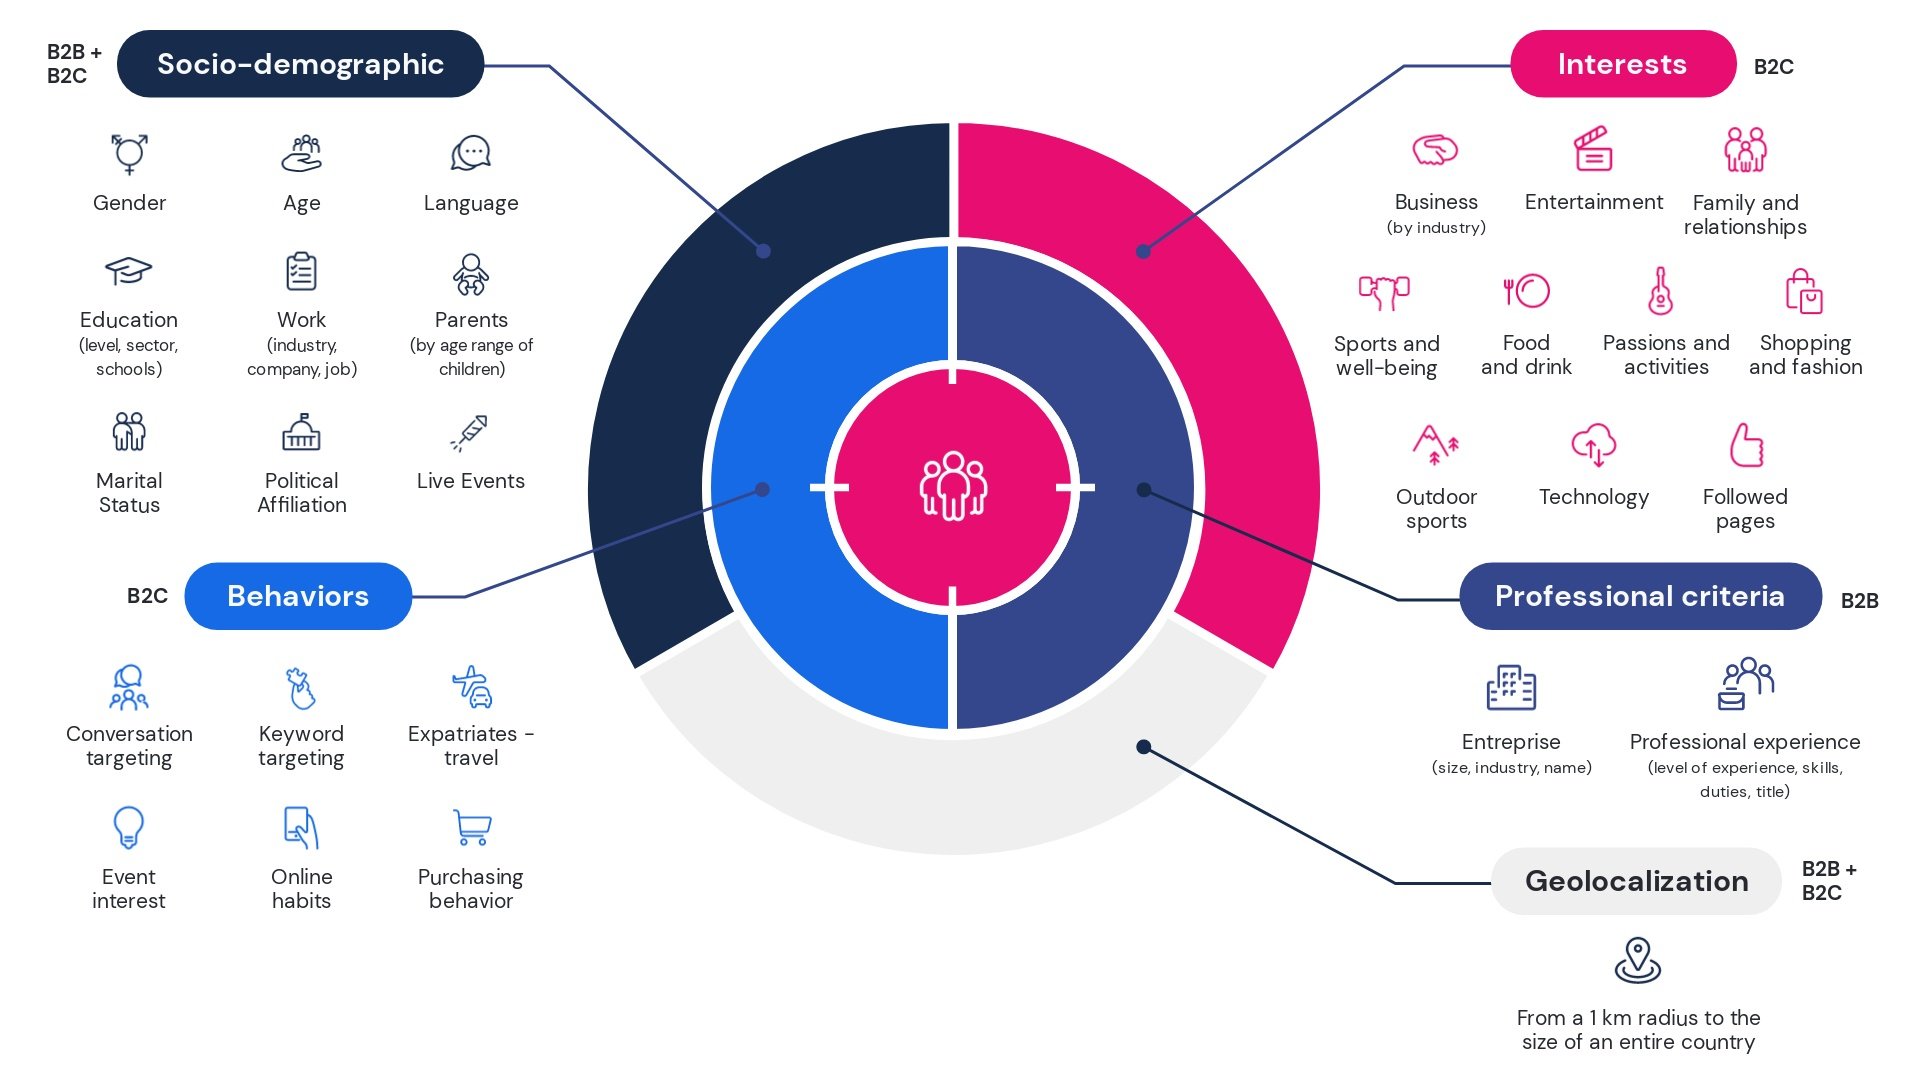 B2B +
B2C
Socio-demographic
Gender
Age
Language
Education
(level, sector,
schools)
Work
(industry,
company, job)
Parents
(by age range of
children)
Marital
Status
Political
Affiliation
Live Events
B2C
Behaviors
Conversation
targeting
Keyword
targeting
Expatriates -
travel
Event
interest
Online
habits
Purchasing
behavior
Interests
B2C
Business
(by industry)
Entertainment
Family and
relationships
Sports and
well-being
Food
and drink
Passions and
activities
Shopping
and fashion
Outdoor
sports
Technology
Followed
pages
Professional criteria
B2B
Entreprise
(size, industry, name)
Professional experience
(level of experience, skills,
duties, title)
Geolocalization
B2B +
B2C
From a 1 km radius to the
size of an entire country